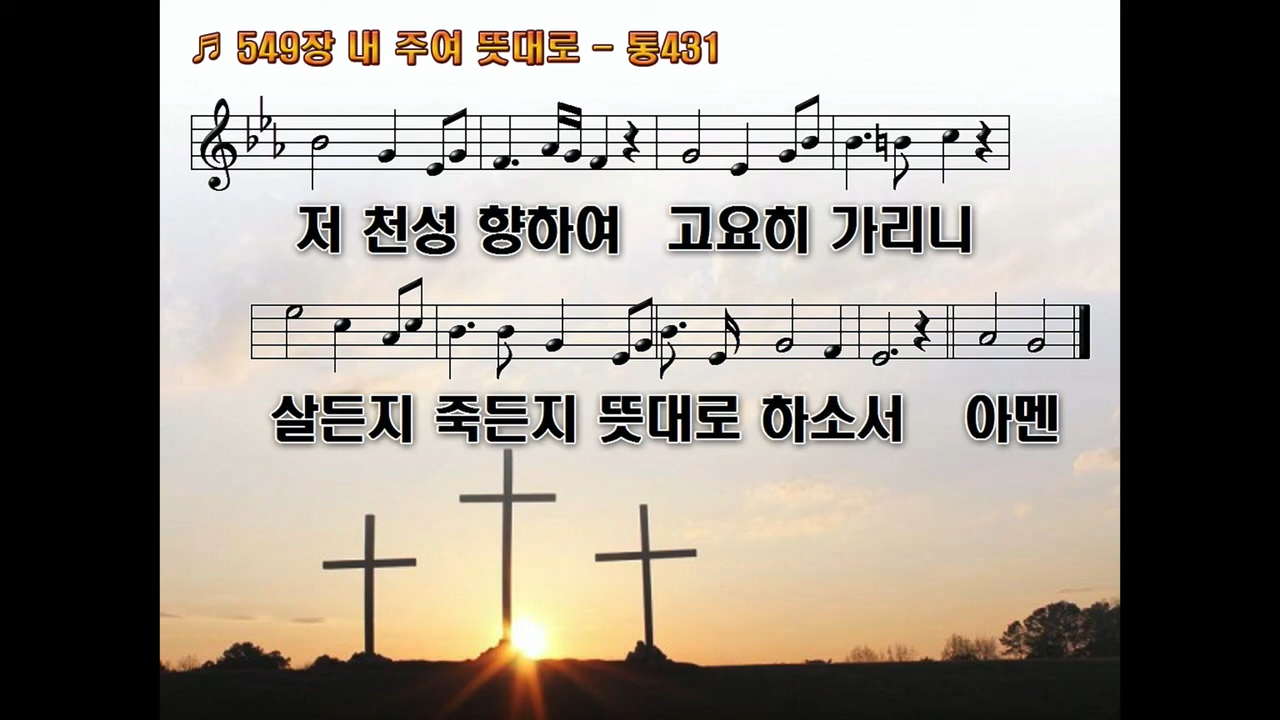 ♬ 549장 내 주여 뜻대로 - 통431
저 천성 향하여 고요히 가리니
살든지 죽든지 뜻대로 하소서 아멘